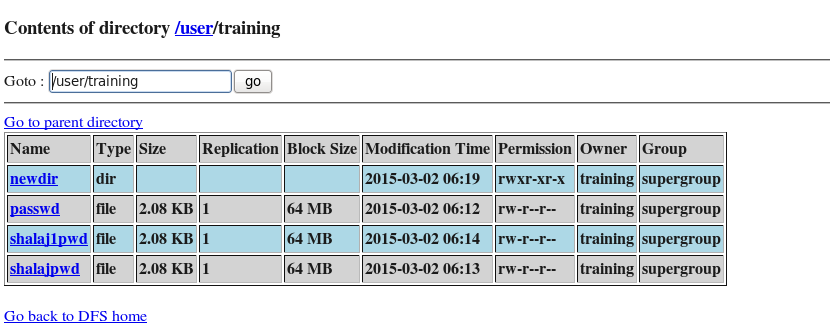 Contents of directory /user/training
Goto : /user/training go
Go to parent directory
Name Type Size Replication Block Size Modification Time Permission Owner Group
newdir dir 2015-03-02 06:19 rwxr-xr-x training supergroup
passwd file 2.08 KB 1 64 MB 2015-03-02 06:12 rw-r--r-- training supergroup
shalaj1pwd file 2.08 KB 1 64 MB 2015-03-02 06:14 rw-r--r-- training supergroup
shalajpwd file 2.08 KB 1 64 MB 2015-03-02 06:13 rw-r--r-- training supergroup
Go back to DFS home